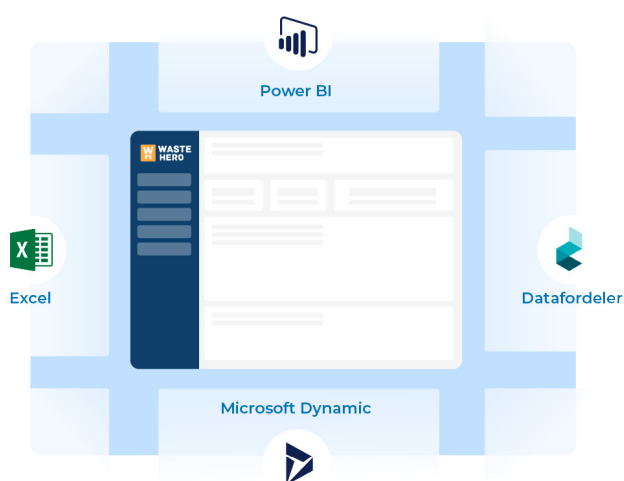 Power BI
WASTE
HERO
Excel
Datafordeler
Microsoft Dynamic